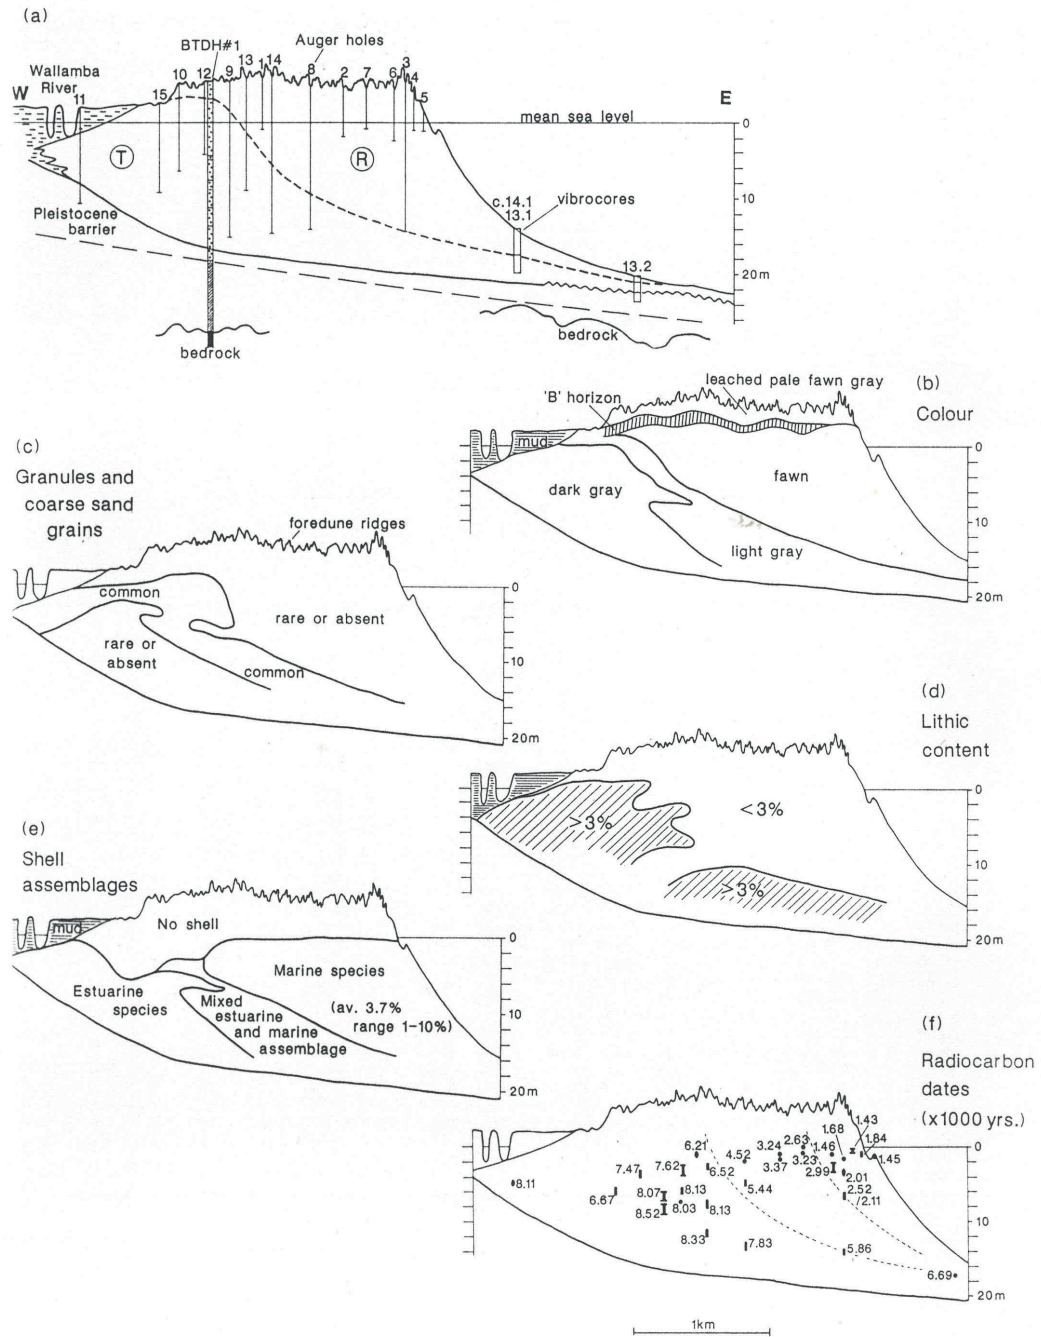 (a)
BTDH#1
Auger holes
Wallamba
River
W
E
11
15
10
12
9
13
1
14
8
2
7
6
3
4
5
mean sea level
0
10
20m
T
R
c.14.1
13.1
vibrocores
13.2
Pleistocene
barrier
bedrock
bedrock
(b)
Colour
leached pale fawn gray
'B' horizon
mud
dark gray
fawn
light gray
0
10
20m
(c)
Granules and
coarse sand
grains
foredune ridges
common
rare or absent
rare or
absent
common
0
10
20m
(d)
Lithic
content
>3%
<3%
>3%
0
10
20m
(e)
Shell
assemblages
mud
No shell
Estuarine
species
Mixed
estuarine
and marine
assemblage
Marine species
(av. 3.7%
range 1-10%)
0
10
20m
(f)
Radiocarbon
dates
(x1000 yrs.)
1.43
1.68
1.84
2.63
1.46
3.24
1.45
6.21
4.52
3.37
3.23
2.99
7.47
7.62
6.52
2.01
8.11
6.67
8.07
8.13
5.44
2.52
/2.11
8.52
8.03
8.13
8.33
7.83
5.86
6.69
0
10
20m
1km